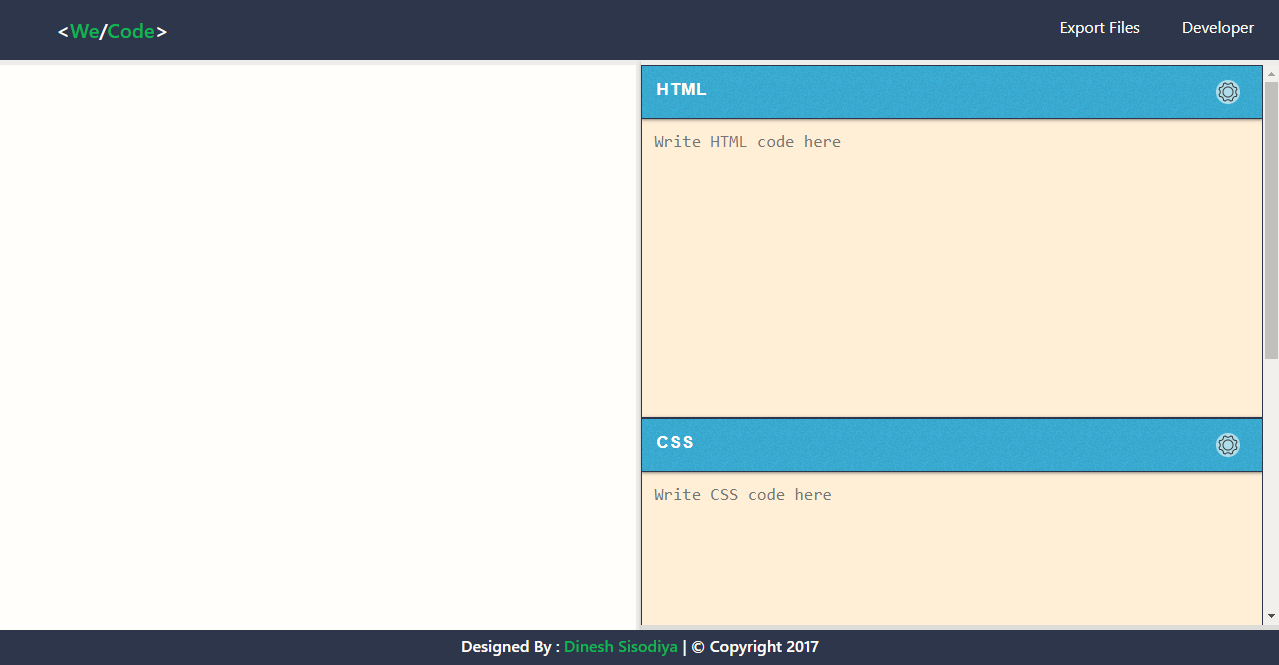 <We/Code>
Export Files
Developer
HTML
Write HTML code here
CSS
Write CSS code here
Designed By : Dinesh Sisodiya | © Copyright 2017